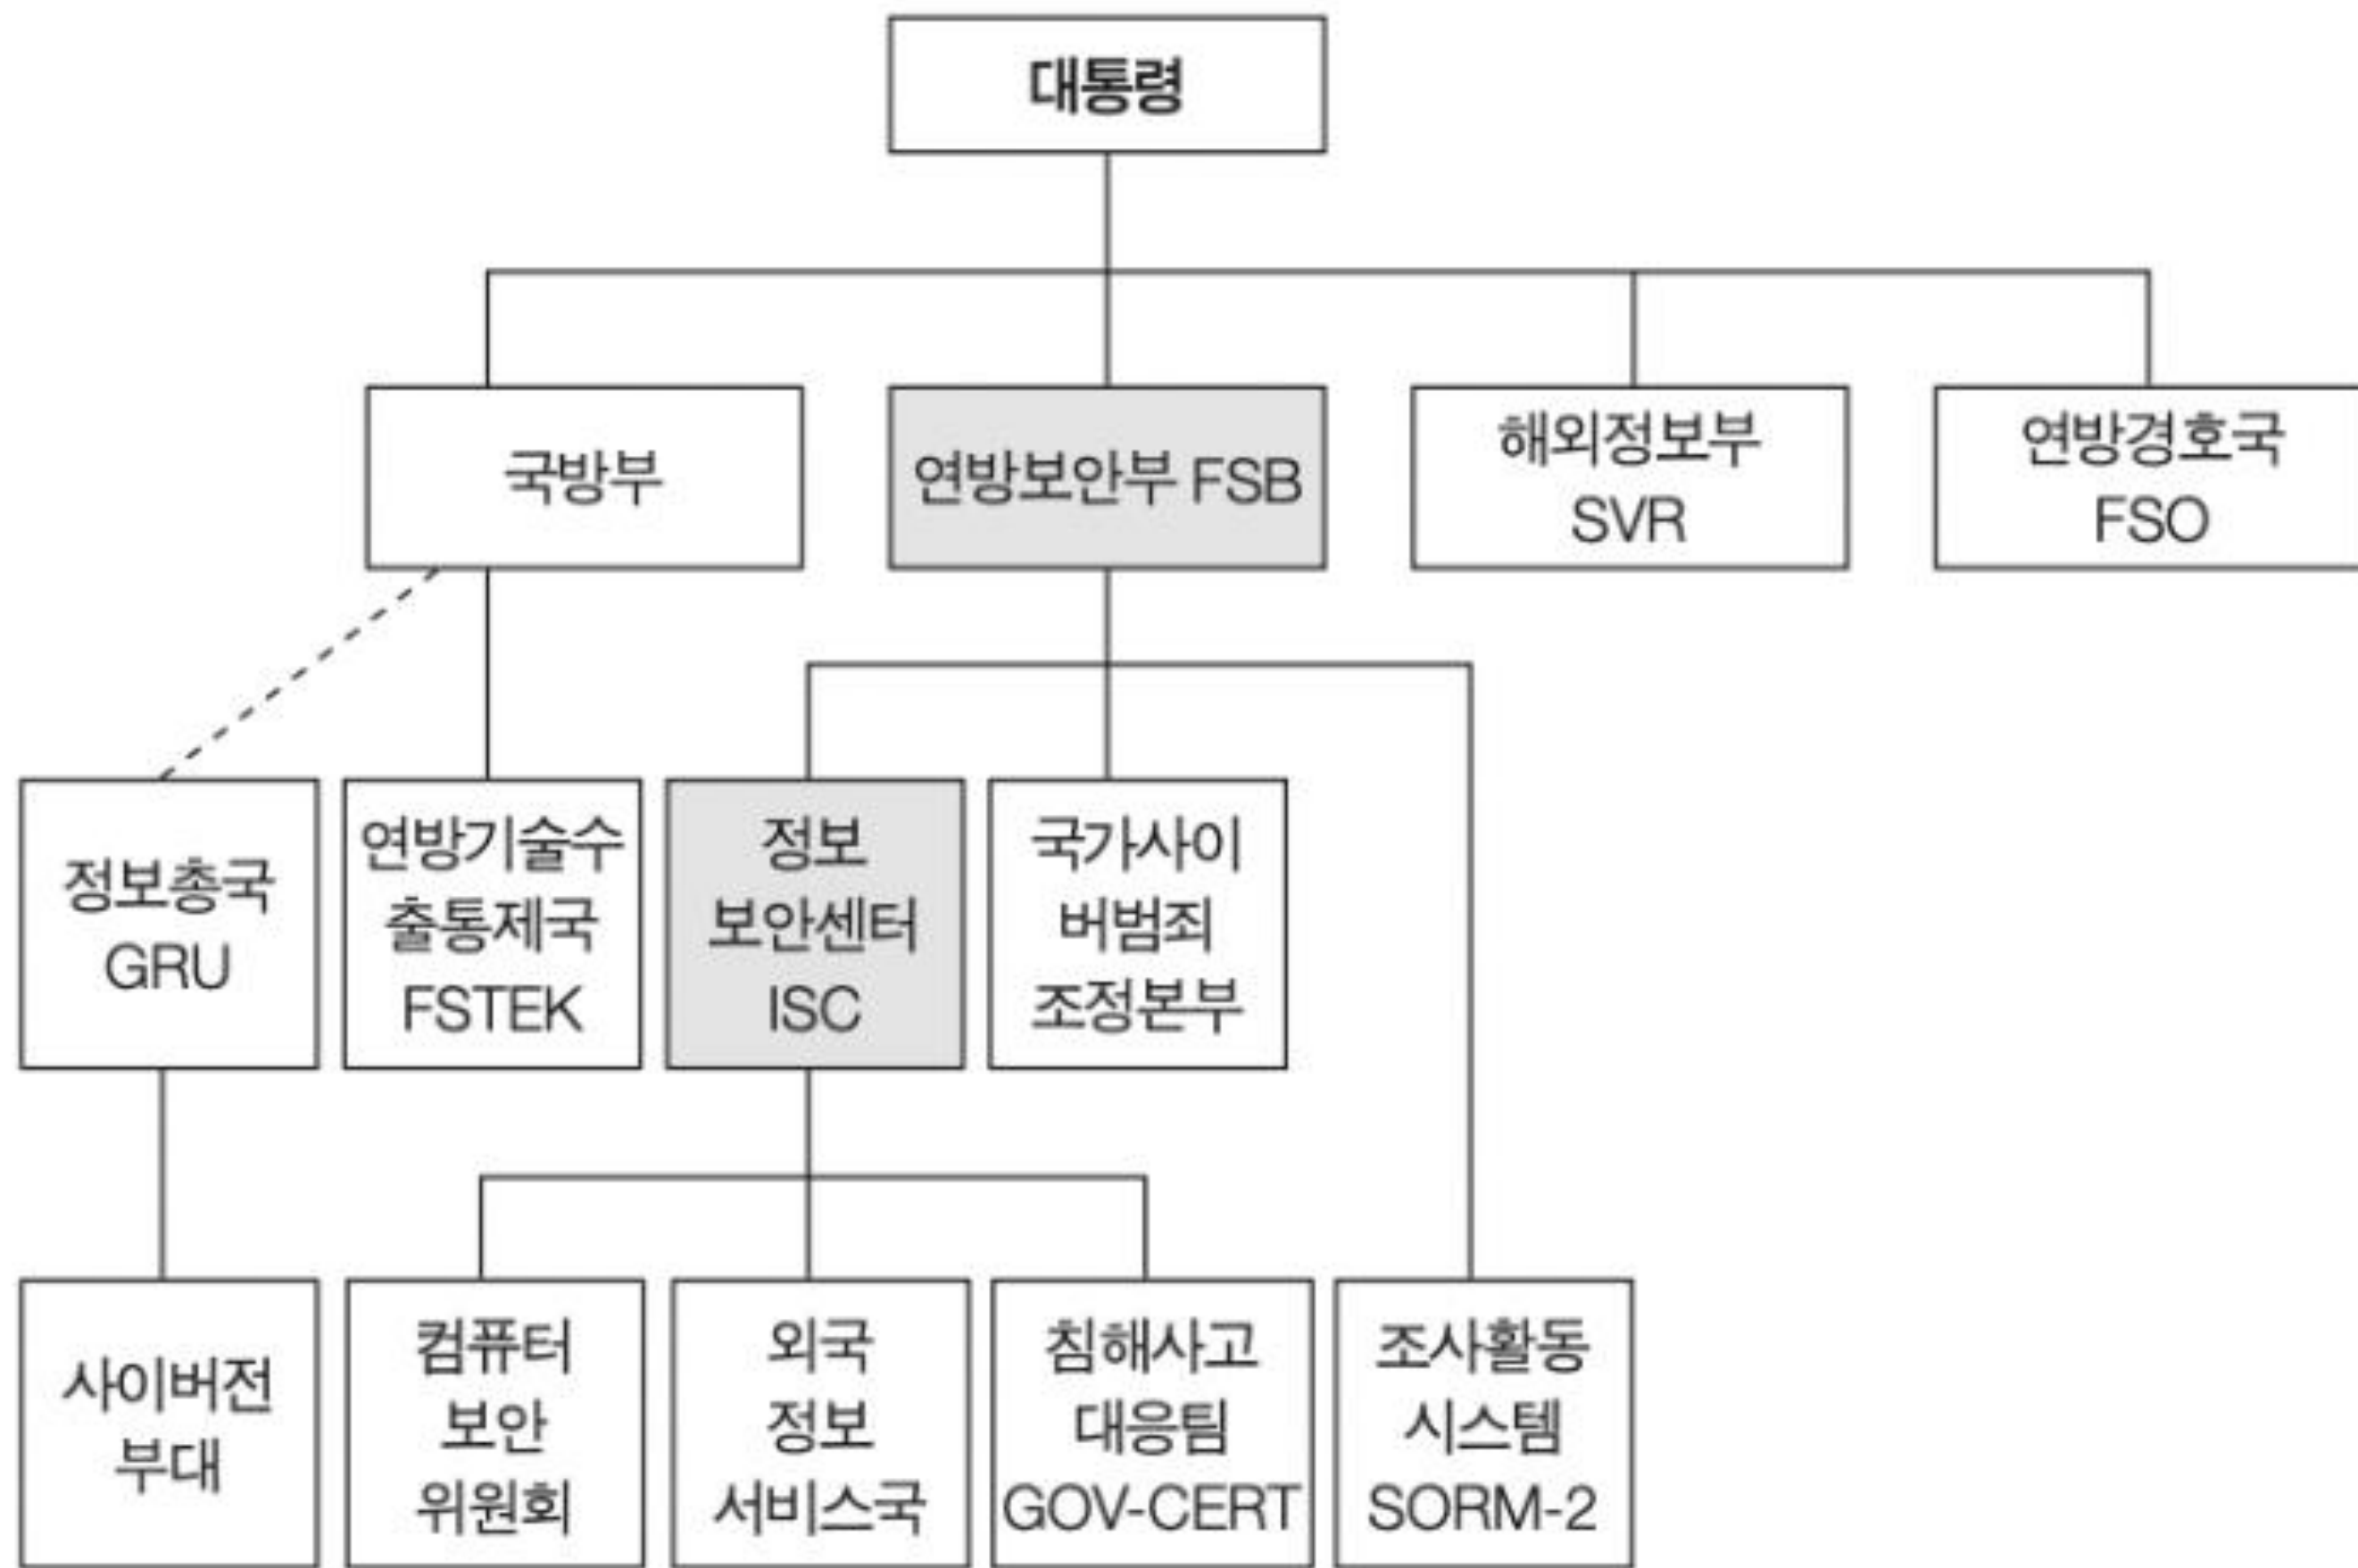 대통령
국방부
연방보안부 FSB
해외정보부
SVR
연방경호국
FSO
정보총국
GRU
연방기술수
출통제국
FSTEK
정보
보안센터
ISC
국가사이
버범죄
조정본부
사이버전
부대
컴퓨터
보안
위원회
외국
정보
서비스국
침해사고
대응팀
GOV-CERT
조사활동
시스템
SORM-2